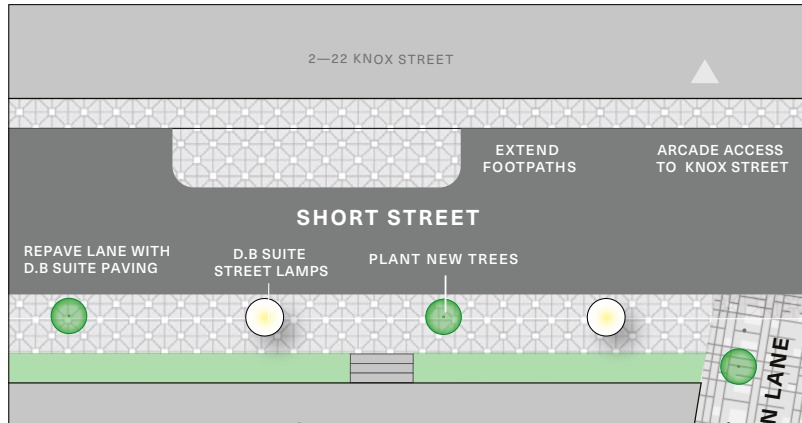 2—22 KNOX STREET
EXTEND
FOOTPATHS
ARCADE ACCESS
TO KNOX STREET
SHORT STREET
REPAVE LANE WITH
D.B SUITE PAVING
D.B SUITE
STREET LAMPS
PLANT NEW TREES
N LANE